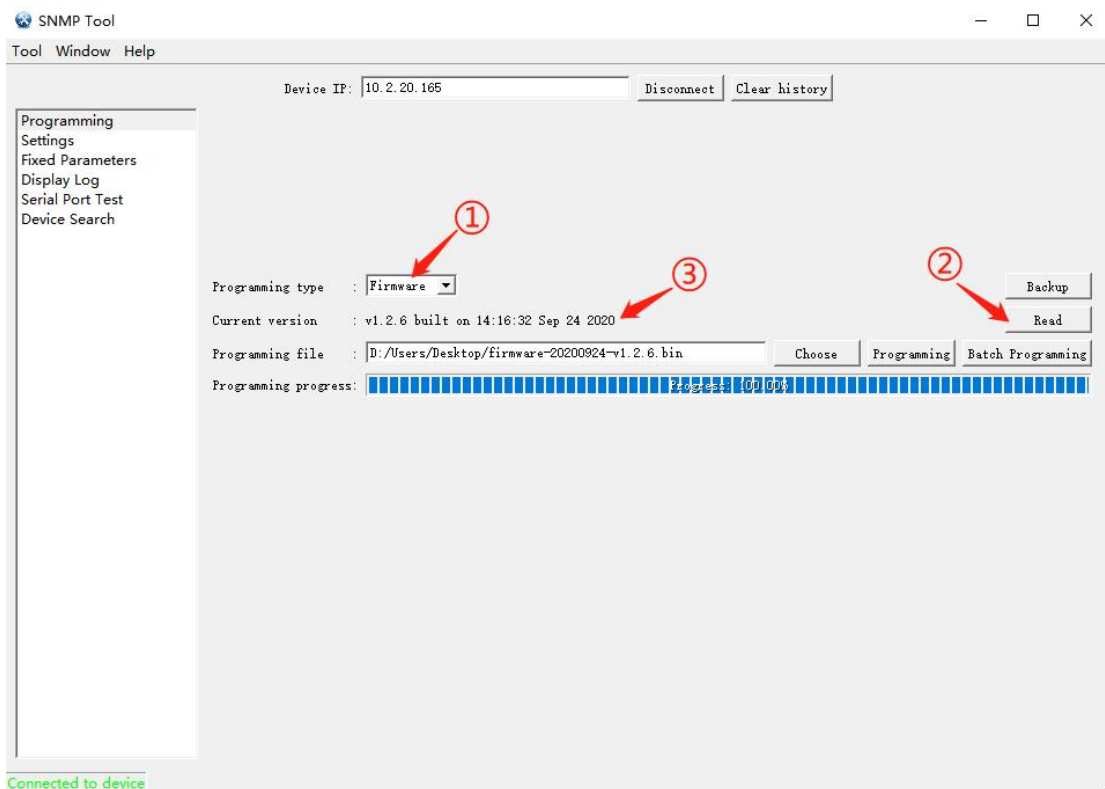 SNMP Tool
Tool Window Help
Device IP: 10.2.20.165 Disconnect Clear history
Programming
Settings
Fixed Parameters
Display Log
Serial Port Test
Device Search
①
③
②
Programming type : Firmware Backup
Current version : v1.2.6 built on 14:16:32 Sep 24 2020 Read
Programming file : D:/Users/Desktop/firmware-20200924-v1.2.6.bin Choose Programming Batch Programming
Programming progress: Progress: 100.00%
Connected to device